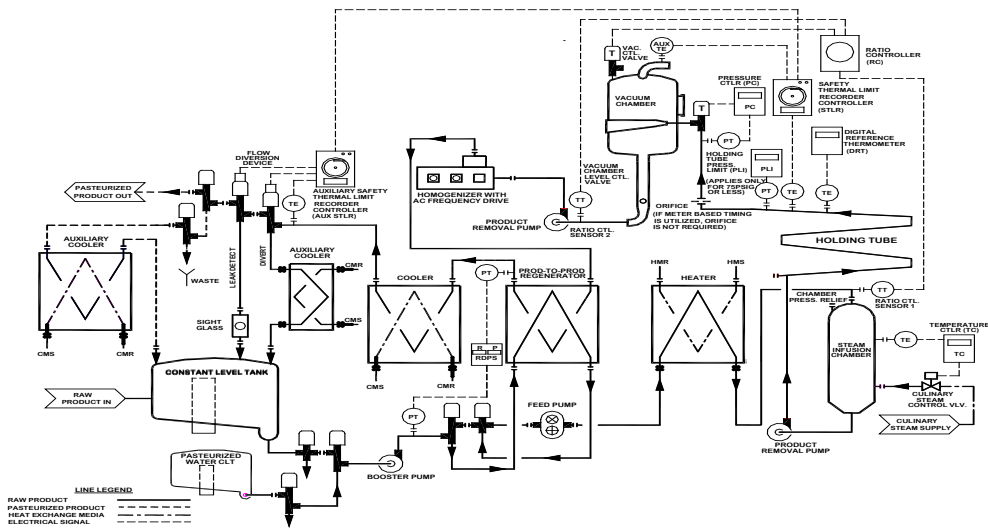 T
VAC.
CTL.
VALVE
AUX
TE
RATIO
CONTROLLER
(RC)
VACUUM
CHAMBER
T
PRESSURE
CTLR (PC)
PC
SAFETY
THERMAL LIMIT
RECORDER
CONTROLLER
(STLR)
PT
DIGITAL
REFERENCE
THERMOMETER
(DRT)
HOLDING
TUBE
PRESS.
LIMIT (PLI)
(APPLIES ONLY
FOR 75PSIG
OR LESS)
PLI
PT
TE
TE
FLOW
DIVERSION
DEVICE
AUXILIARY SAFETY
THERMAL LIMIT
RECORDER
CONTROLLER
(AUX STLR)
TE
PASTEURIZED
PRODUCT OUT
HOMOGENIZER WITH
AC FREQUENCY DRIVE
VACUUM
CHAMBER
LEVEL CTL.
VALVE
TT
PRODUCT
REMOVAL PUMP
RATIO CTL.
SENSOR 2
ORIFICE
(IF METER BASED TIMING
IS UTILIZED, ORIFICE
IS NOT REQUIRED)
HOLDING TUBE
AUXILIARY
COOLER
WASTE
LEAK DETECT
DIVERT
AUXILIARY
COOLER
CMR
CMS
COOLER
PT
PROD-TO-PROD
REGENERATOR
HMR
HMS
HEATER
CHAMBER
PRESS. RELIEF
TT
RATIO CTL.
SENSOR 1
SIGHT
GLASS
STEAM
INFUSION
CHAMBER
TE
TEMPERATURE
CTLR (TC)
TC
R P
RDPS
CMS
CMR
CMS
CMR
CONSTANT LEVEL TANK
RAW
PRODUCT IN
CULINARY
STEAM
CONTROL VLV.
CULINARY
STEAM SUPPLY
PT
FEED PUMP
PRODUCT
REMOVAL PUMP
PASTEURIZED
WATER CLT
BOOSTER PUMP
LINE LEGEND
RAW PRODUCT
PASTEURIZED PRODUCT
HEAT EXCHANGE MEDIA
ELECTRICAL SIGNAL